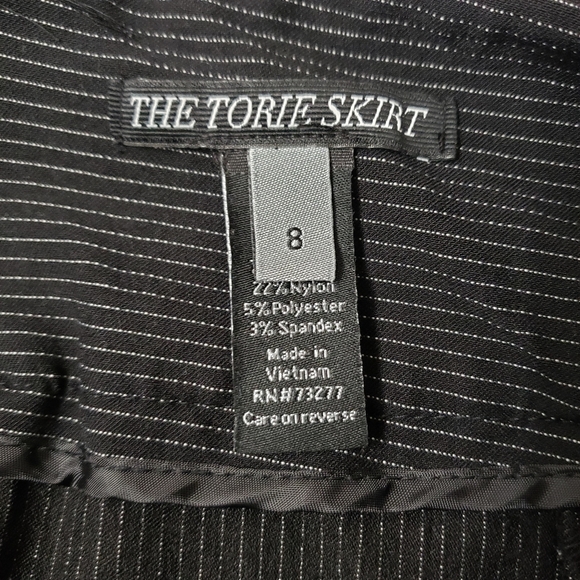 THE TORIE SKIRT
8
22% Nylon
5% Polyester
3% Spandex
Made in
Vietnam
RN#73277
Care on reverse